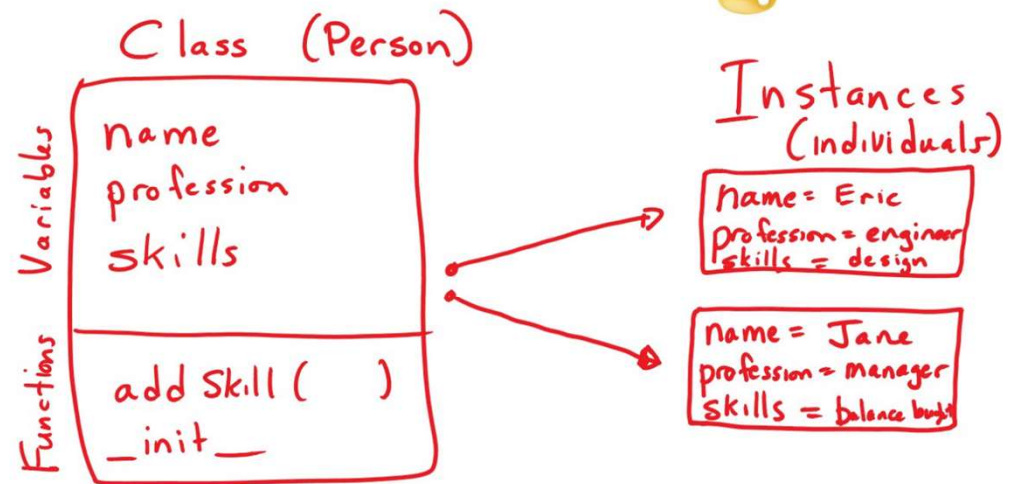 Class (Person)
Variables
name
profession
skills
Functions
add Skill ( )
_init_
Instances
(individuals)
name = Eric
profession = engineer
skills = design
name = Jane
profession = manager
skills = balance